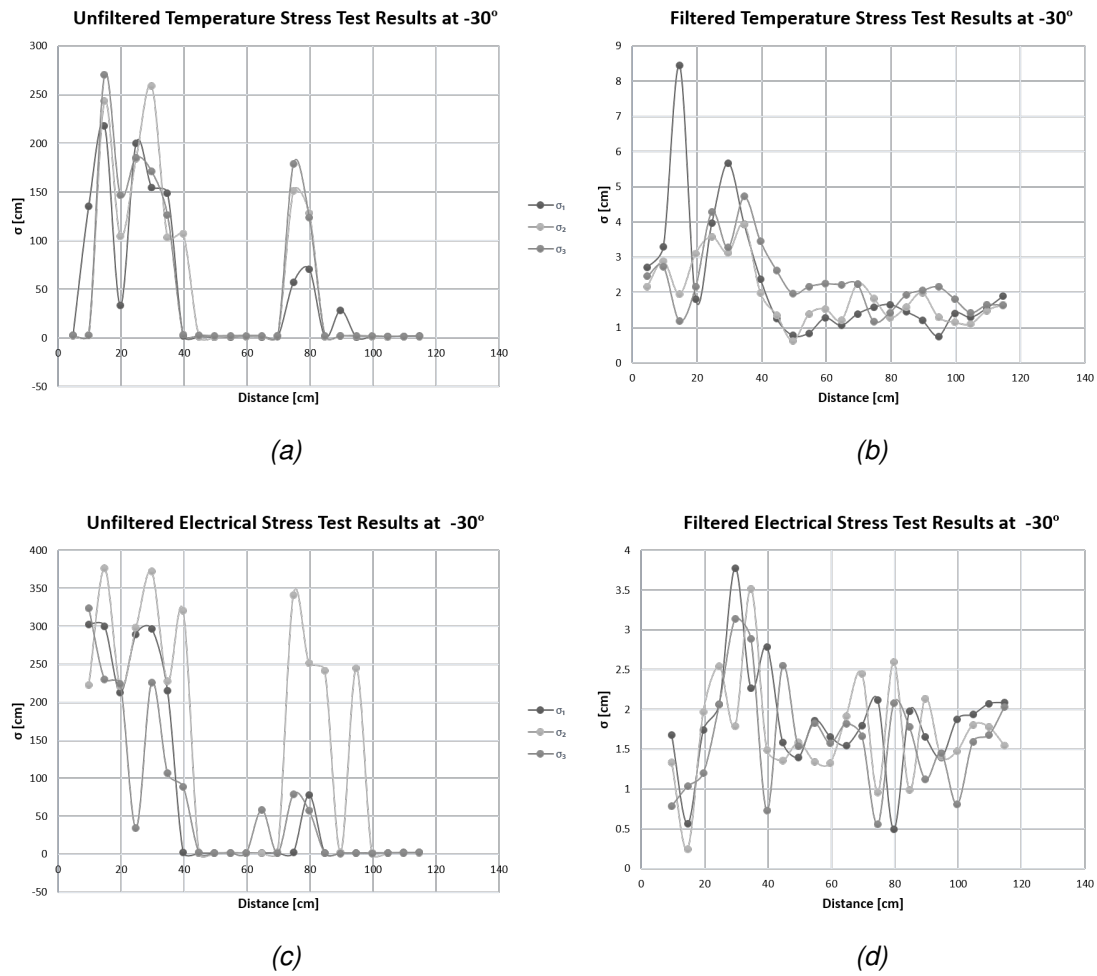 Unfiltered Temperature Stress Test Results at -30º
300
250
200
150
100
50
0
-50
0 20 40 60 80 100 120 140
σ [cm]
Distance [cm]
σ₁
σ₂
σ₃
(a)
Filtered Temperature Stress Test Results at -30º
9
8
7
6
5
4
3
2
1
0
0 20 40 60 80 100 120 140
σ [cm]
Distance [cm]
(b)
Unfiltered Electrical Stress Test Results at -30º
400
350
300
250
200
150
100
50
0
-50
0 20 40 60 80 100 120 140
σ [cm]
Distance [cm]
σ₁
σ₂
σ₃
(c)
Filtered Electrical Stress Test Results at -30º
4
3.5
3
2.5
2
1.5
1
0.5
0
0 20 40 60 80 100 120 140
σ [cm]
Distance [cm]
(d)